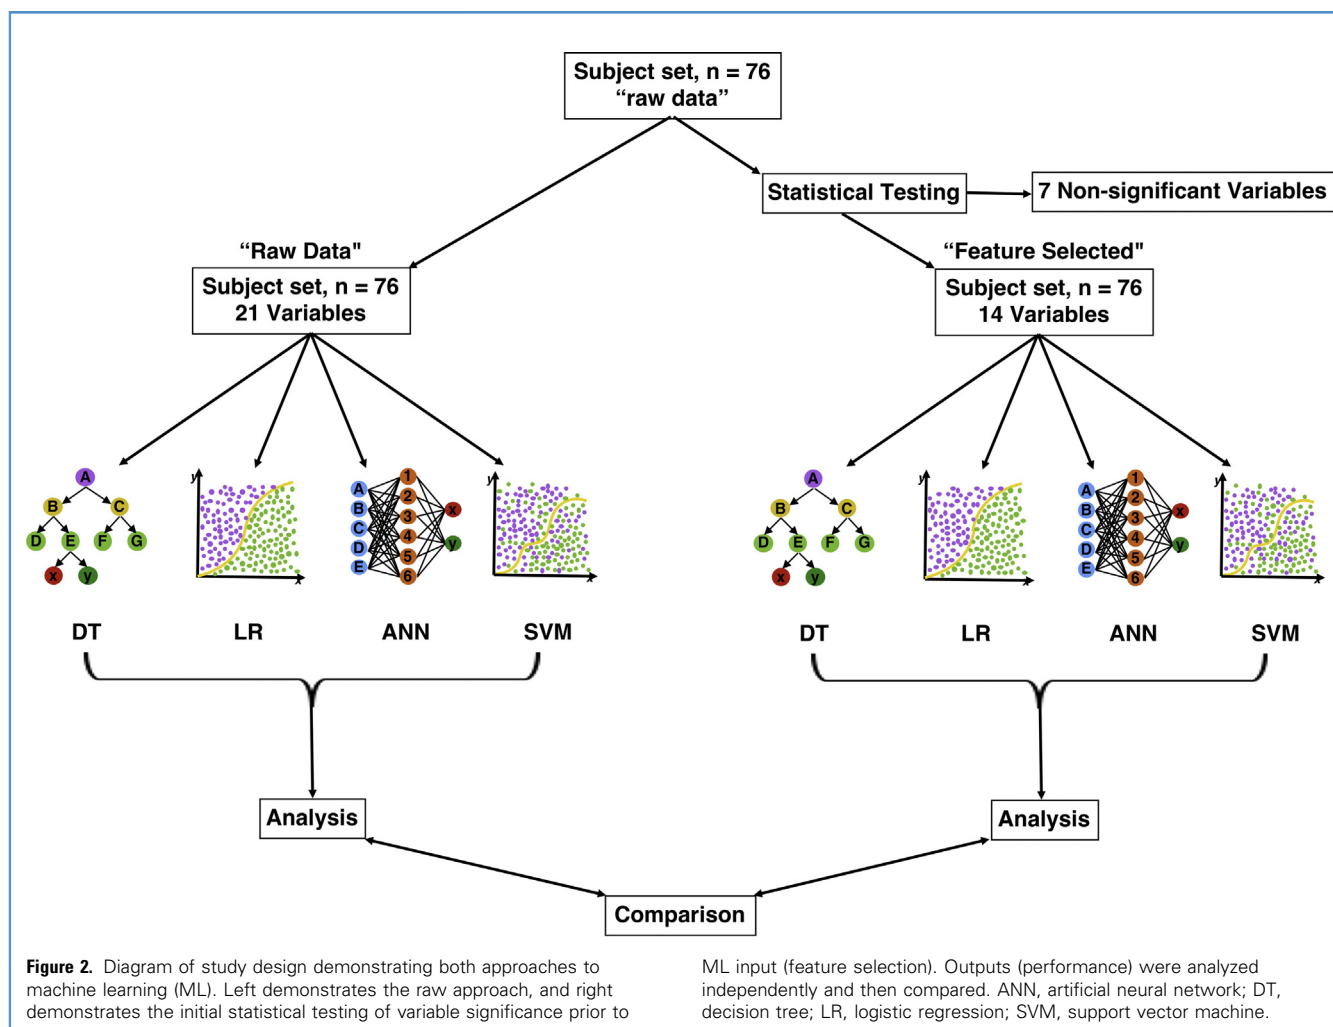 Subject set, n = 76
“raw data”
Statistical Testing
7 Non-significant Variables
“Raw Data"
Subject set, n = 76
21 Variables
“Feature Selected"
Subject set, n = 76
14 Variables
A
B
C
D
E
F
G
x
y
y
x
A
B
C
D
E
1
2
3
4
5
6
x
y
y
x
A
B
C
D
E
F
G
x
y
y
x
A
B
C
D
E
1
2
3
4
5
6
x
y
y
x
DT
LR
ANN
SVM
DT
LR
ANN
SVM
Analysis
Analysis
Comparison
Figure 2. Diagram of study design demonstrating both approaches to
machine learning (ML). Left demonstrates the raw approach, and right
demonstrates the initial statistical testing of variable significance prior to
ML input (feature selection). Outputs (performance) were analyzed
independently and then compared. ANN, artificial neural network; DT,
decision tree; LR, logistic regression; SVM, support vector machine.